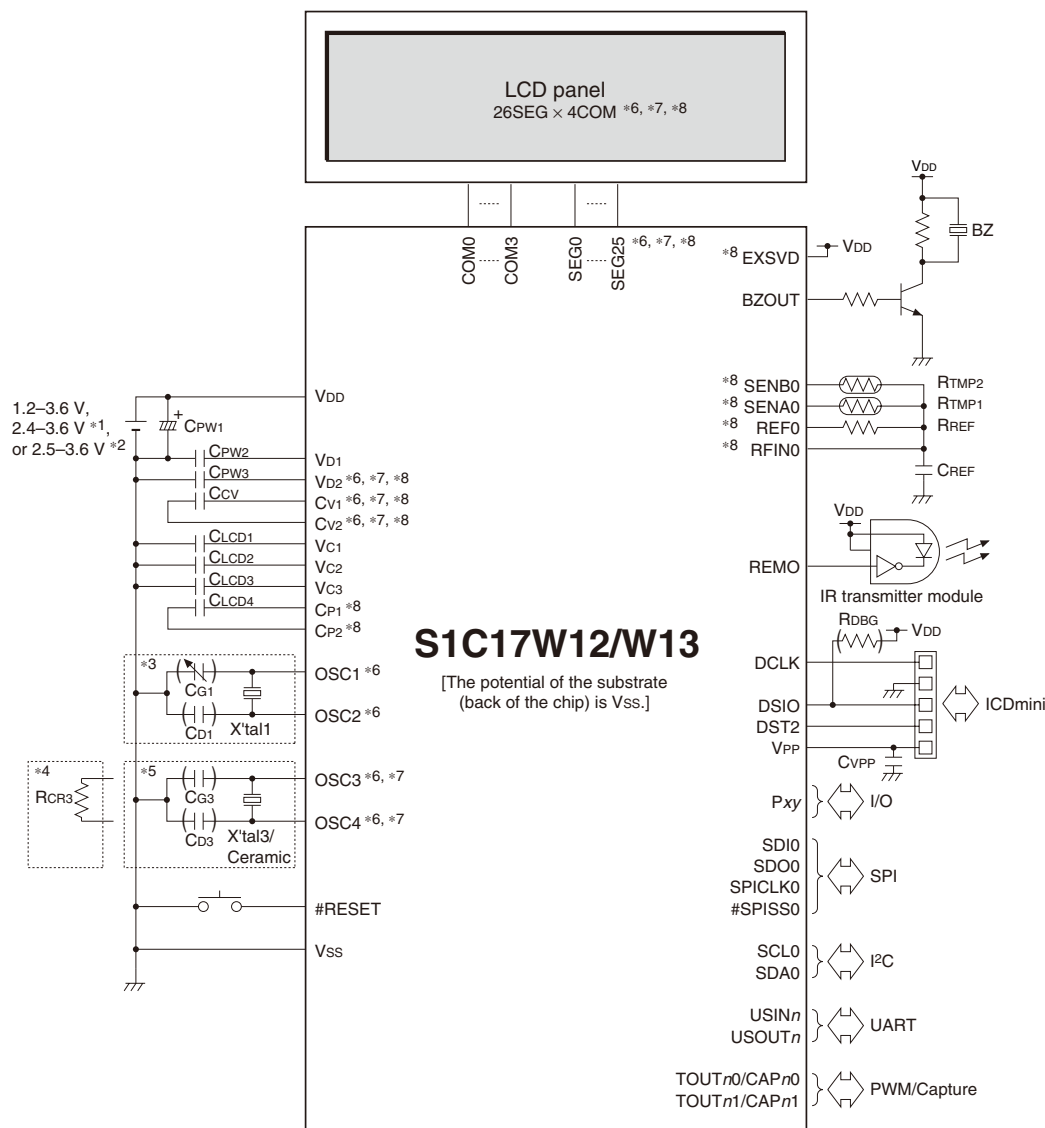 LCD panel
26SEG × 4COM *6, *7, *8
COM0
COM3
SEG0
SEG25
*6, *7, *8
1.2–3.6 V,
2.4–3.6 V *1,
or 2.5–3.6 V *2
+
CPW1
CPW2
CPW3
CCV
CLCD1
CLCD2
CLCD3
CLCD4
VDD
VD1
VD2 *6, *7, *8
CV1 *6, *7, *8
CV2 *6, *7, *8
VC1
VC2
VC3
CP1 *8
CP2 *8
*3
CG1
CD1
X'tal1
OSC1 *6
OSC2 *6
*4
RCR3
*5
CG3
CD3
X'tal3/
Ceramic
OSC3 *6, *7
OSC4 *6, *7
#RESET
VSS
S1C17W12/W13
[The potential of the substrate
(back of the chip) is VSS.]
*8 EXSVD
VDD
BZOUT
VDD
BZ
*8 SENB0
*8 SENA0
*8 REF0
*8 RFIN0
RTMP2
RTMP1
RREF
CREF
VDD
REMO
IR transmitter module
RDBG
VDD
DCLK
DSIO
DST2
VPP
CVPP
ICDmini
Pxy
I/O
SDI0
SDO0
SPICLK0
#SPISS0
SPI
SCL0
SDA0
I2C
USINn
USOUTn
UART
TOUTn0/CAPn0
TOUTn1/CAPn1
PWM/Capture